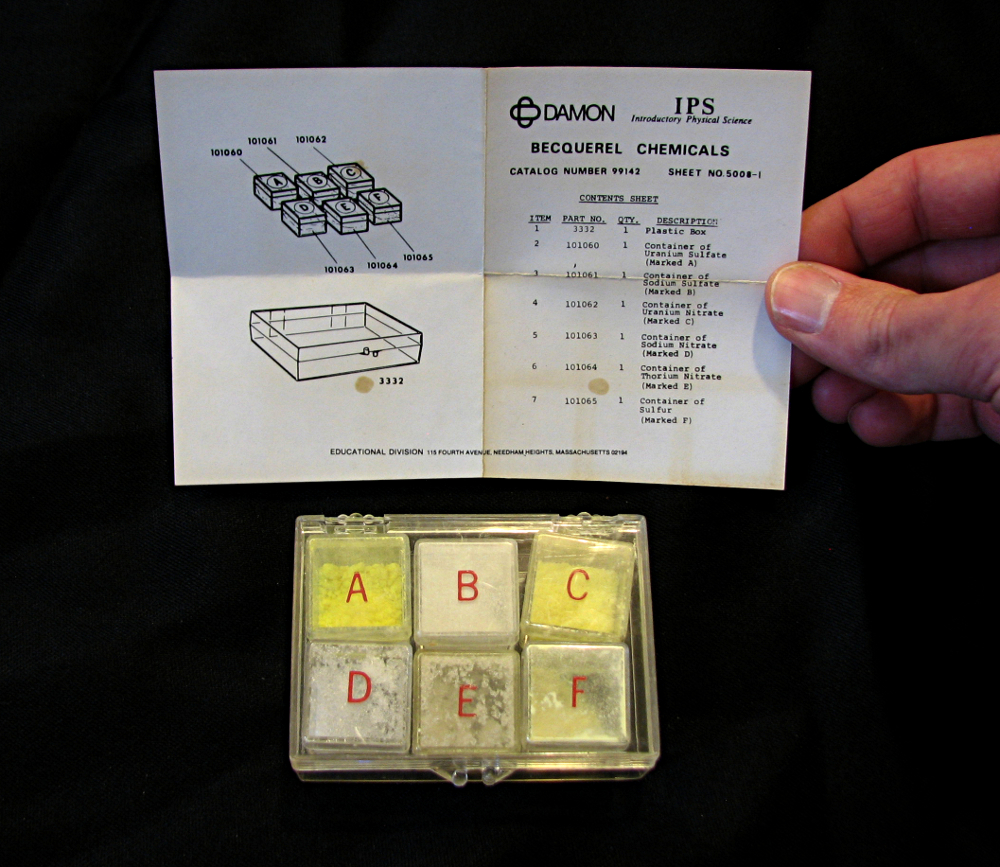 101060
101061
101062
A
B
C
D
E
F
101063
101064
101065
3332
DAMON
IPS
Introductory Physical Science
BECQUEREL CHEMICALS
CATALOG NUMBER 99142 SHEET NO. 5008-1
CONTENTS SHEET
ITEM PART NO. QTY. DESCRIPTION
1 3332 1 Plastic Box
2 101060 1 Container of
Uranium Sulfate
(Marked A)
3 101061 1 Container of
Sodium Sulfate
(Marked B)
4 101062 1 Container of
Uranium Nitrate
(Marked C)
5 101063 1 Container of
Sodium Nitrate
(Marked D)
6 101064 1 Container of
Thorium Nitrate
(Marked E)
7 101065 1 Container of
Sulfur
(Marked F)
EDUCATIONAL DIVISION 115 FOURTH AVENUE, NEEDHAM HEIGHTS, MASSACHUSETTS 02194
A
B
C
D
E
F